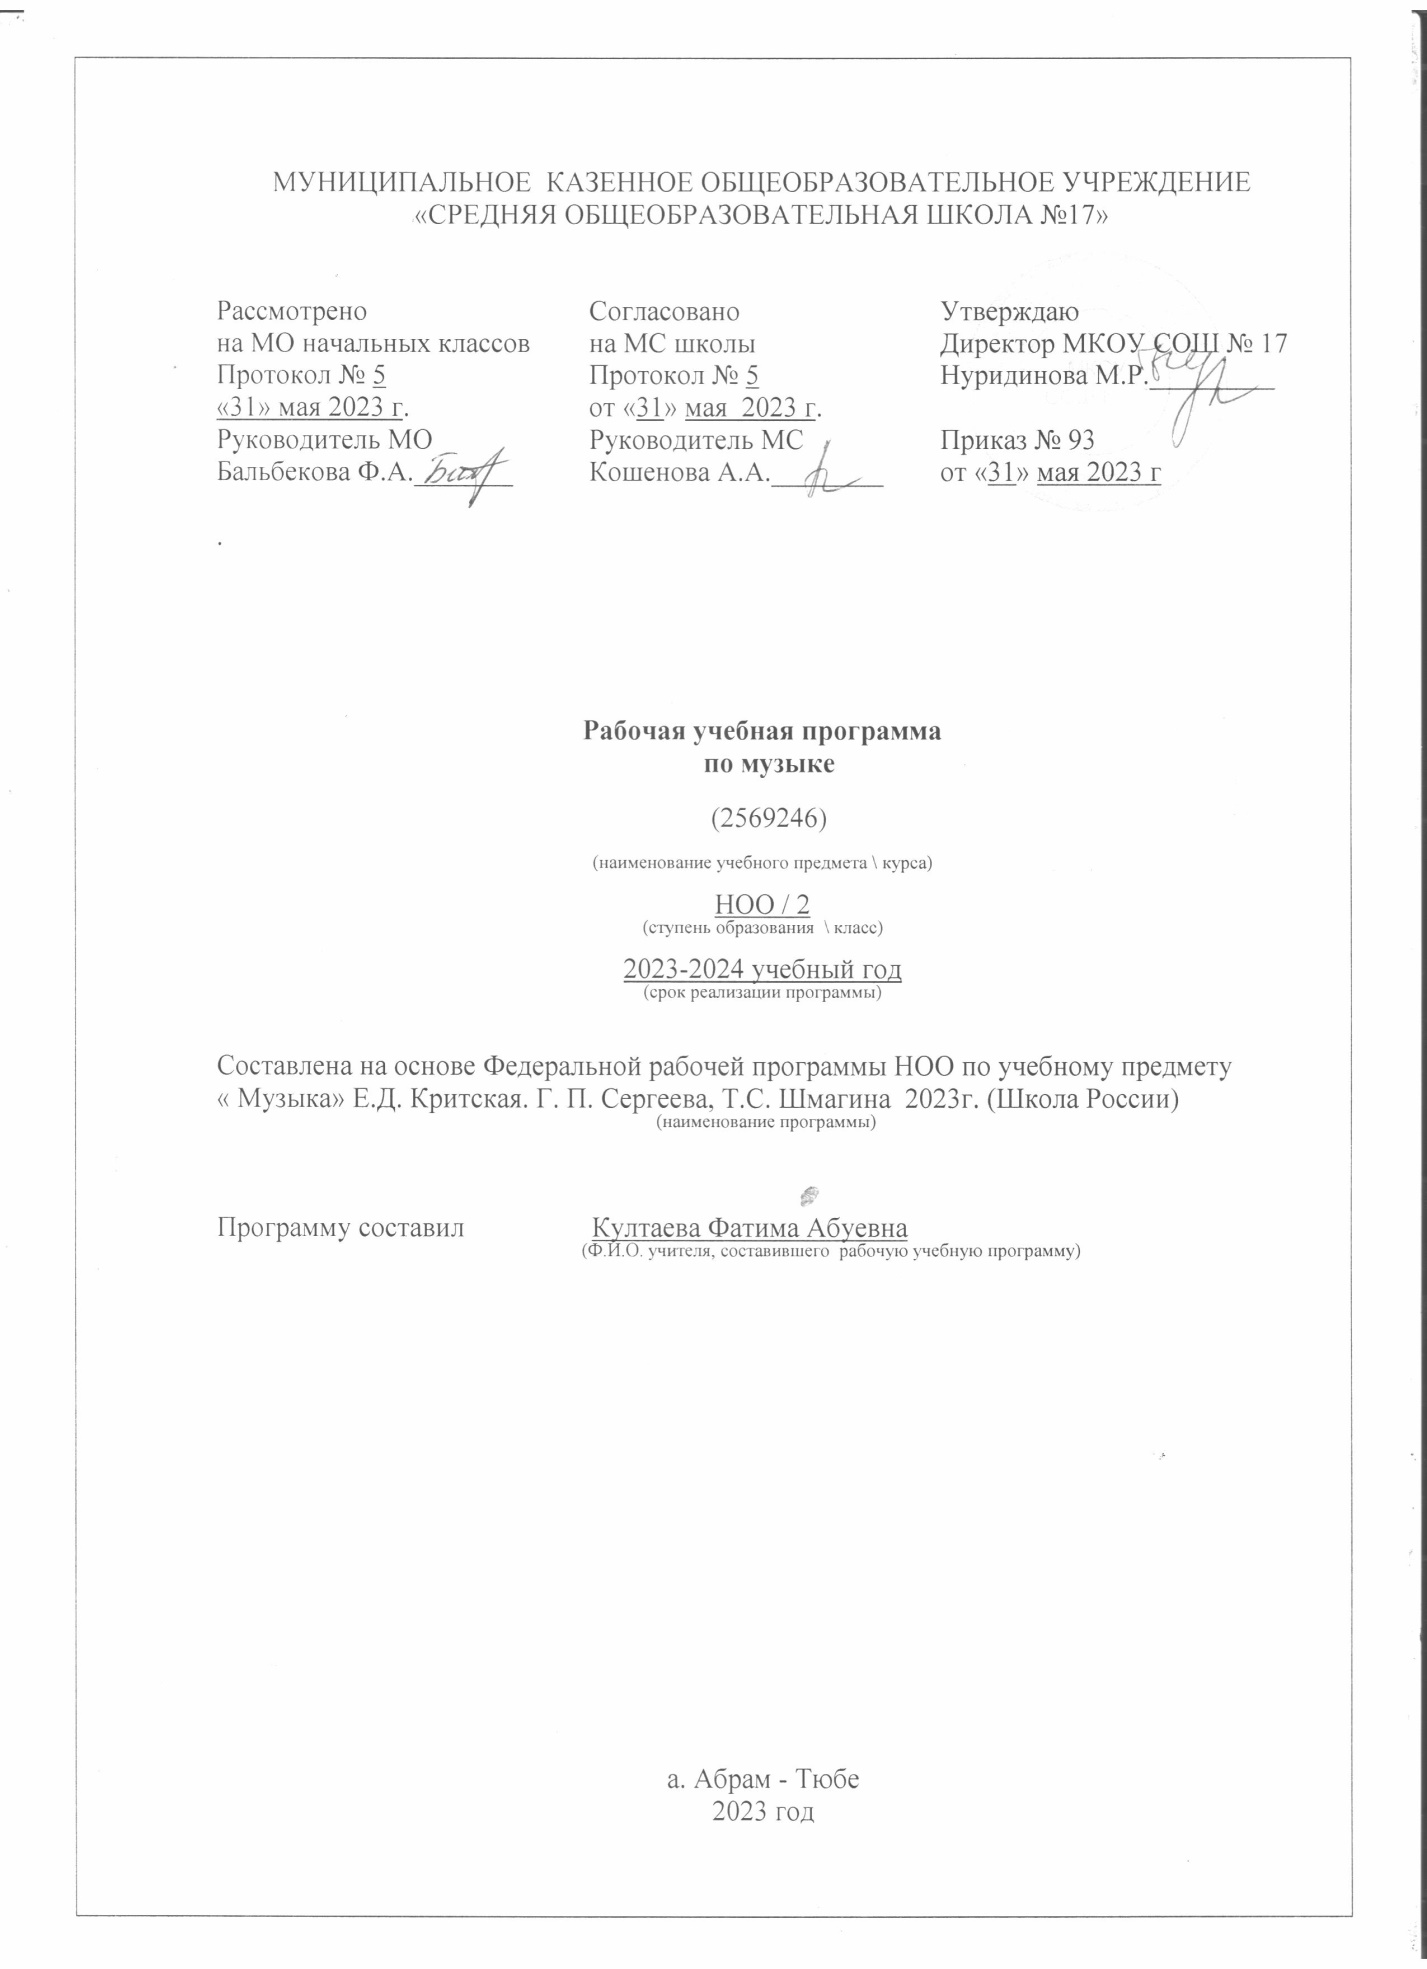 МУНИЦИПАЛЬНОЕ КАЗЕННОЕ ОБЩЕОБРАЗОВАТЕЛЬНОЕ УЧРЕЖДЕНИЕ
«СРЕДНЯЯ ОБЩЕОБРАЗОВАТЕЛЬНАЯ ШКОЛА №17»
Рассмотрено
на МО начальных классов
Протокол № 5
«31» мая 2023 г.
Руководитель МО
Бальбекова Ф.А.
Согласовано
на МС школы
Протокол № 5
от «31» мая 2023 г.
Руководитель МС
Кошенова А.А.
Утверждаю
Директор МКОУ СОШ № 17
Нуридинова М.Р.
Приказ № 93
от «31» мая 2023 г
.
Рабочая учебная программа
по музыке
(2569246)
(наименование учебного предмета \ курса)
НОО / 2
(ступень образования \ класс)
2023-2024 учебный год
(срок реализации программы)
Составлена на основе Федеральной рабочей программы НОО по учебному предмету
« Музыка» Е.Д. Критская. Г. П. Сергеева, Т.С. Шмагина 2023г. (Школа России)
(наименование программы)
Программу составил Култаева Фатима Абуевна
(Ф.И.О. учителя, составившего рабочую учебную программу)
а. Абрам - Тюбе
2023 год